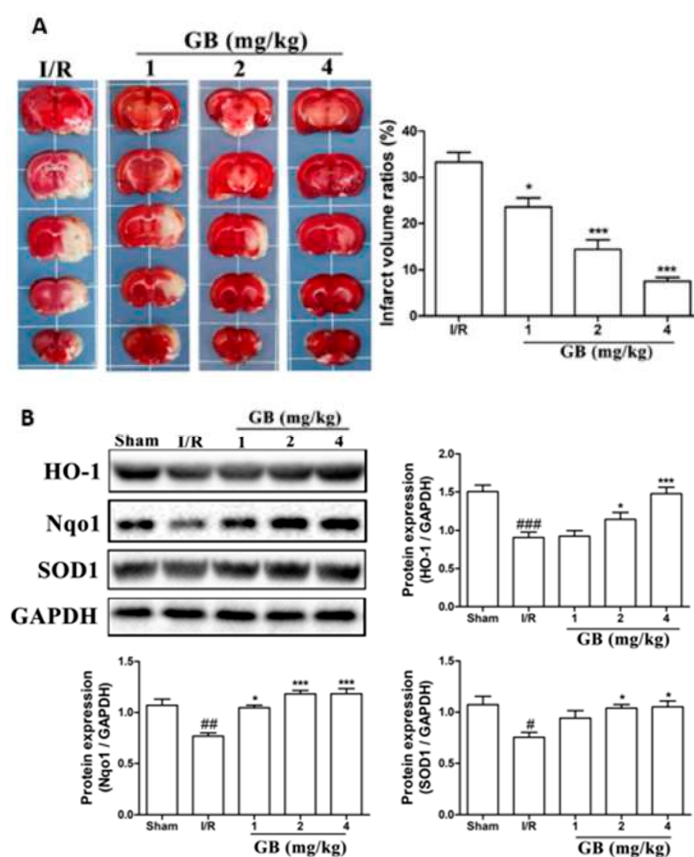 A
GB (mg/kg)
I/R 1 2 4
Infarct volume ratios (%)
40
30
20
10
0
* *** ***
I/R 1 2 4
GB (mg/kg)
B
GB (mg/kg)
Sham I/R 1 2 4
HO-1
Nqo1
SOD1
GAPDH
Protein expression
(HO-1 / GAPDH)
2.0
1.5
1.0
0.5
0.0
### * ***
Sham I/R 1 2 4
GB (mg/kg)
Protein expression
(Nqo1 / GAPDH)
1.5
1.0
0.5
0.0
## * *** ***
Sham I/R 1 2 4
GB (mg/kg)
Protein expression
(SOD1 / GAPDH)
1.5
1.0
0.5
0.0
# * *
Sham I/R 1 2 4
GB (mg/kg)